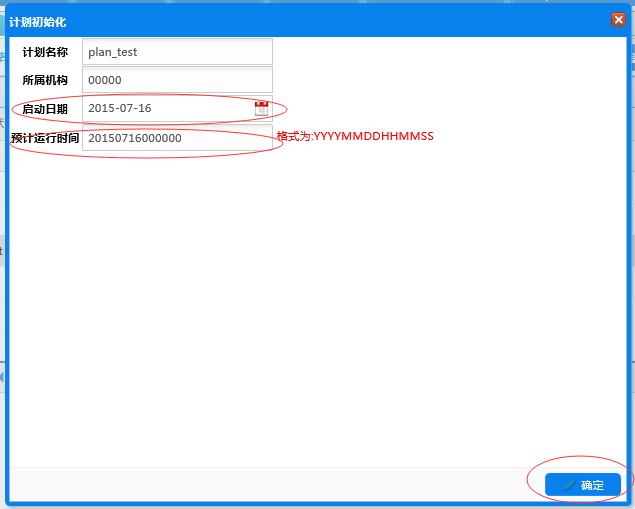 计划初始化
计划名称 plan_test
所属机构 00000
启动日期 2015-07-16
预计运行时间 20150716000000 格式为:YYYYMMDDHHMMSS
确定